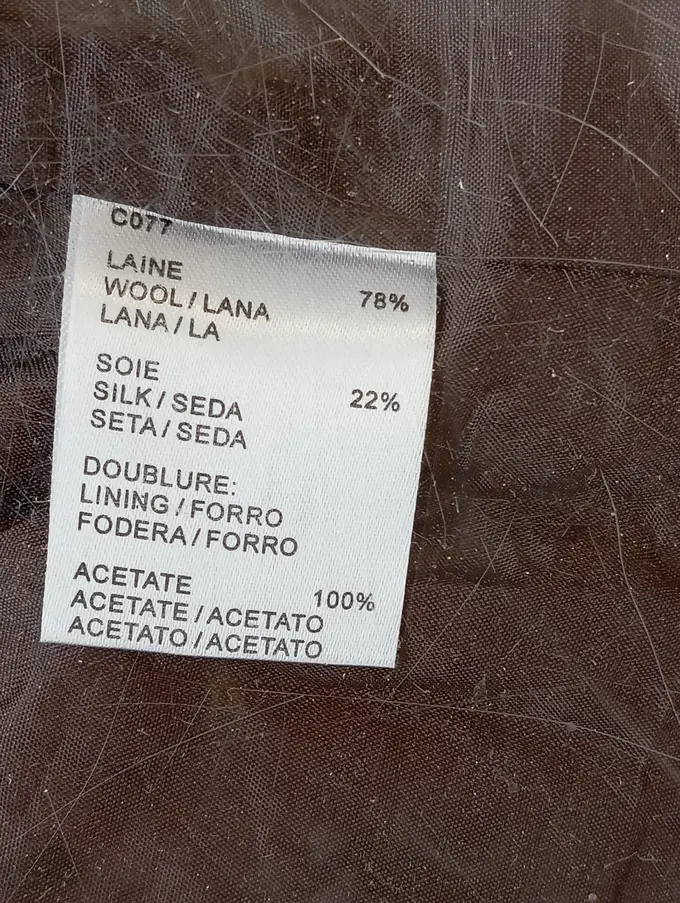 C077
LAINE
WOOL / LANA 78%
LANA / LA
SOIE
SILK / SEDA 22%
SETA / SEDA
DOUBLURE:
LINING / FORRO
FODERA / FORRO
ACETATE 100%
ACETATE / ACETATO
ACETATO / ACETATO